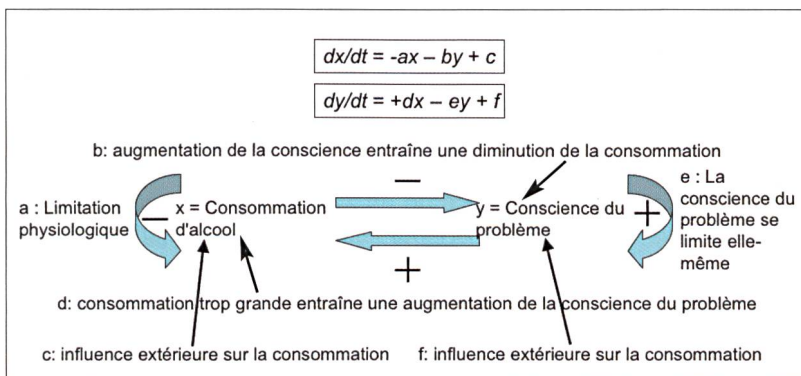 dx/dt = -ax – by + c
dy/dt = +dx – ey + f
b: augmentation de la conscience entraîne une diminution de la consommation
–
a : Limitation
physiologique
–
x = Consommation
d'alcool
y = Conscience du
problème
+
e : La
conscience du
problème se
limite elle-
même
+
d: consommation trop grande entraîne une augmentation de la conscience du problème
c: influence extérieure sur la consommation
f: influence extérieure sur la consommation